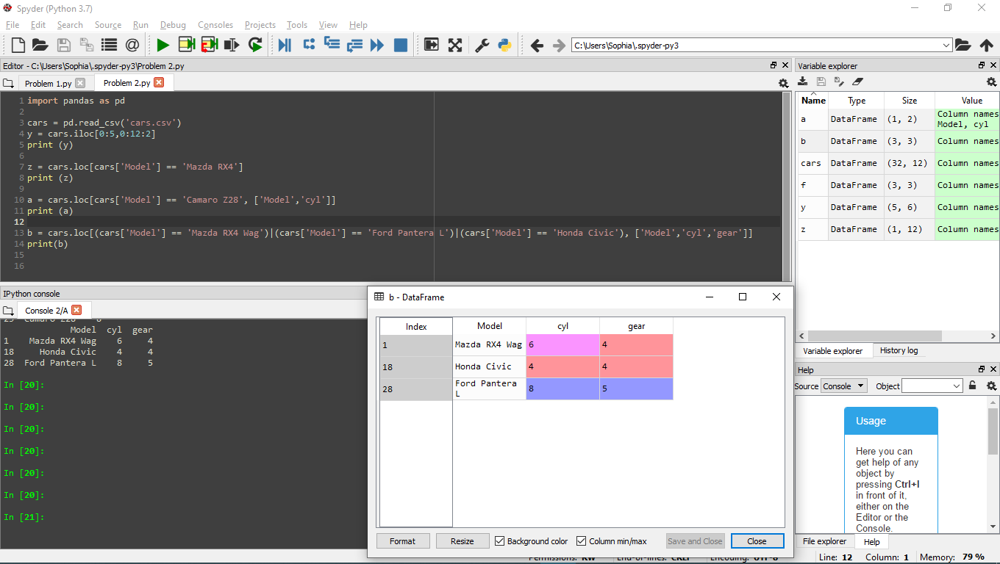 Spyder (Python 3.7)
File Edit Search Source Run Debug Consoles Projects Tools View Help
C:\Users\Sophia\.spyder-py3
Editor - C:\Users\Sophia\.spyder-py3\Problem 2.py
Problem 1.py Problem 2.py
1 import pandas as pd
2
3 cars = pd.read_csv('cars.csv')
4 y = cars.iloc[0:5,0:12:2]
5 print (y)
6
7 z = cars.loc[cars['Model'] == 'Mazda RX4']
8 print (z)
9
10 a = cars.loc[cars['Model'] == 'Camaro Z28', ['Model','cyl']]
11 print (a)
12
13 b = cars.loc[(cars['Model'] == 'Mazda RX4 Wag')|(cars['Model'] == 'Ford Pantera L')|(cars['Model'] == 'Honda Civic'), ['Model','cyl','gear']]
14 print(b)
15
16
Variable explorer
Name Type Size Value
a DataFrame (1, 2) Column names
Model, cyl
b DataFrame (3, 3) Column names
cars DataFrame (32, 12) Column names
f DataFrame (3, 3) Column names
y DataFrame (5, 6) Column names
z DataFrame (1, 12) Column names
Variable explorer History log
IPython console
Console 2/A
Model cyl gear
1 Mazda RX4 Wag 6 4
18 Honda Civic 4 4
28 Ford Pantera L 8 5
In [20]:
In [20]:
In [20]:
In [20]:
In [20]:
In [20]:
In [21]:
b - DataFrame
Index Model cyl gear
1 Mazda RX4 Wag 6 4
18 Honda Civic 4 4
28 Ford Pantera
L 8 5
Format Resize Background color Column min/max Save and Close Close
Help
Source Console Object
Usage
Here you can
get help of any
object by
pressing Ctrl+I
in front of it,
either on the
Editor or the
Console.
File explorer Help
Permissions: RW End-of-lines: CRLF Encoding: UTF-8 Line: 12 Column: 1 Memory: 79 %